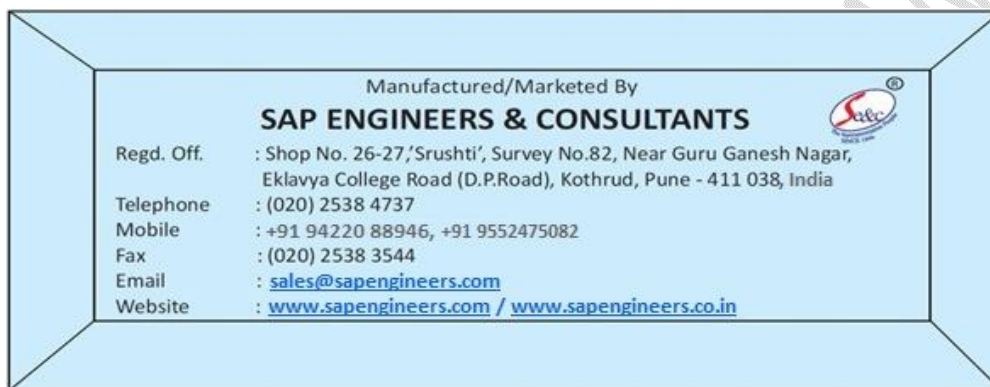 Manufactured/Marketed By
SAP ENGINEERS & CONSULTANTS
Regd. Off. : Shop No. 26-27,'Srushti', Survey No.82, Near Guru Ganesh Nagar,
Eklavya College Road (D.P.Road), Kothrud, Pune - 411 038, India
Telephone : (020) 2538 4737
Mobile : +91 94220 88946, +91 9552475082
Fax : (020) 2538 3544
Email : sales@sapengineers.com
Website : www.sapengineers.com / www.sapengineers.co.in
®